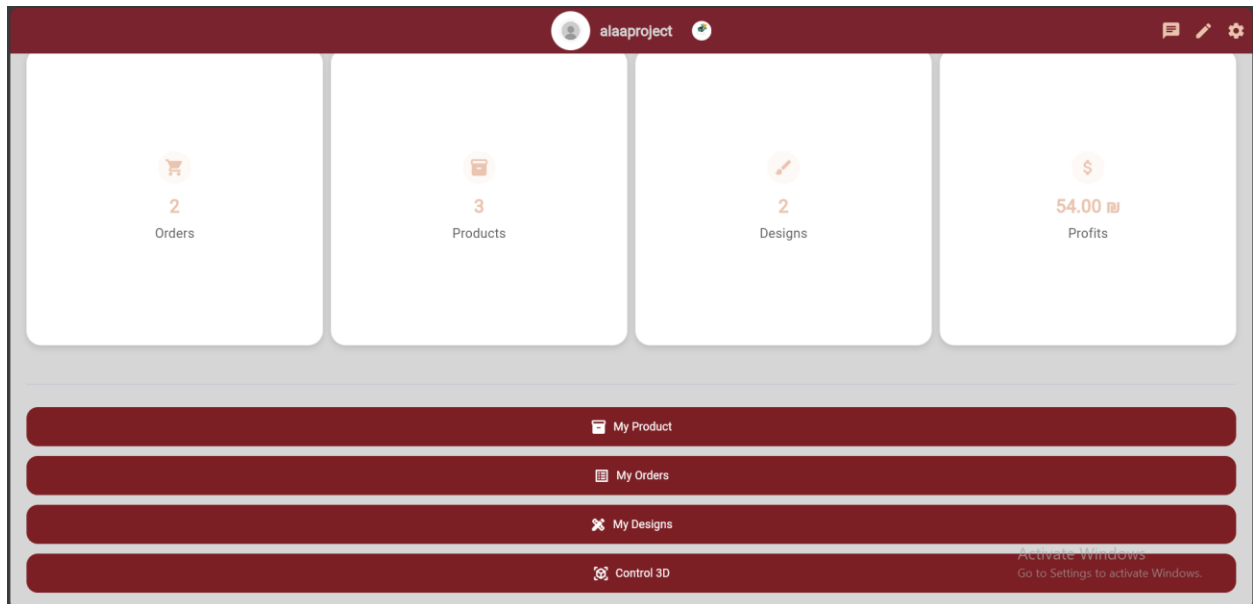 alaaproject
2
Orders
3
Products
2
Designs
54.00 ₪
Profits
My Product
My Orders
My Designs
Control 3D
Activate Windows
Go to Settings to activate Windows.